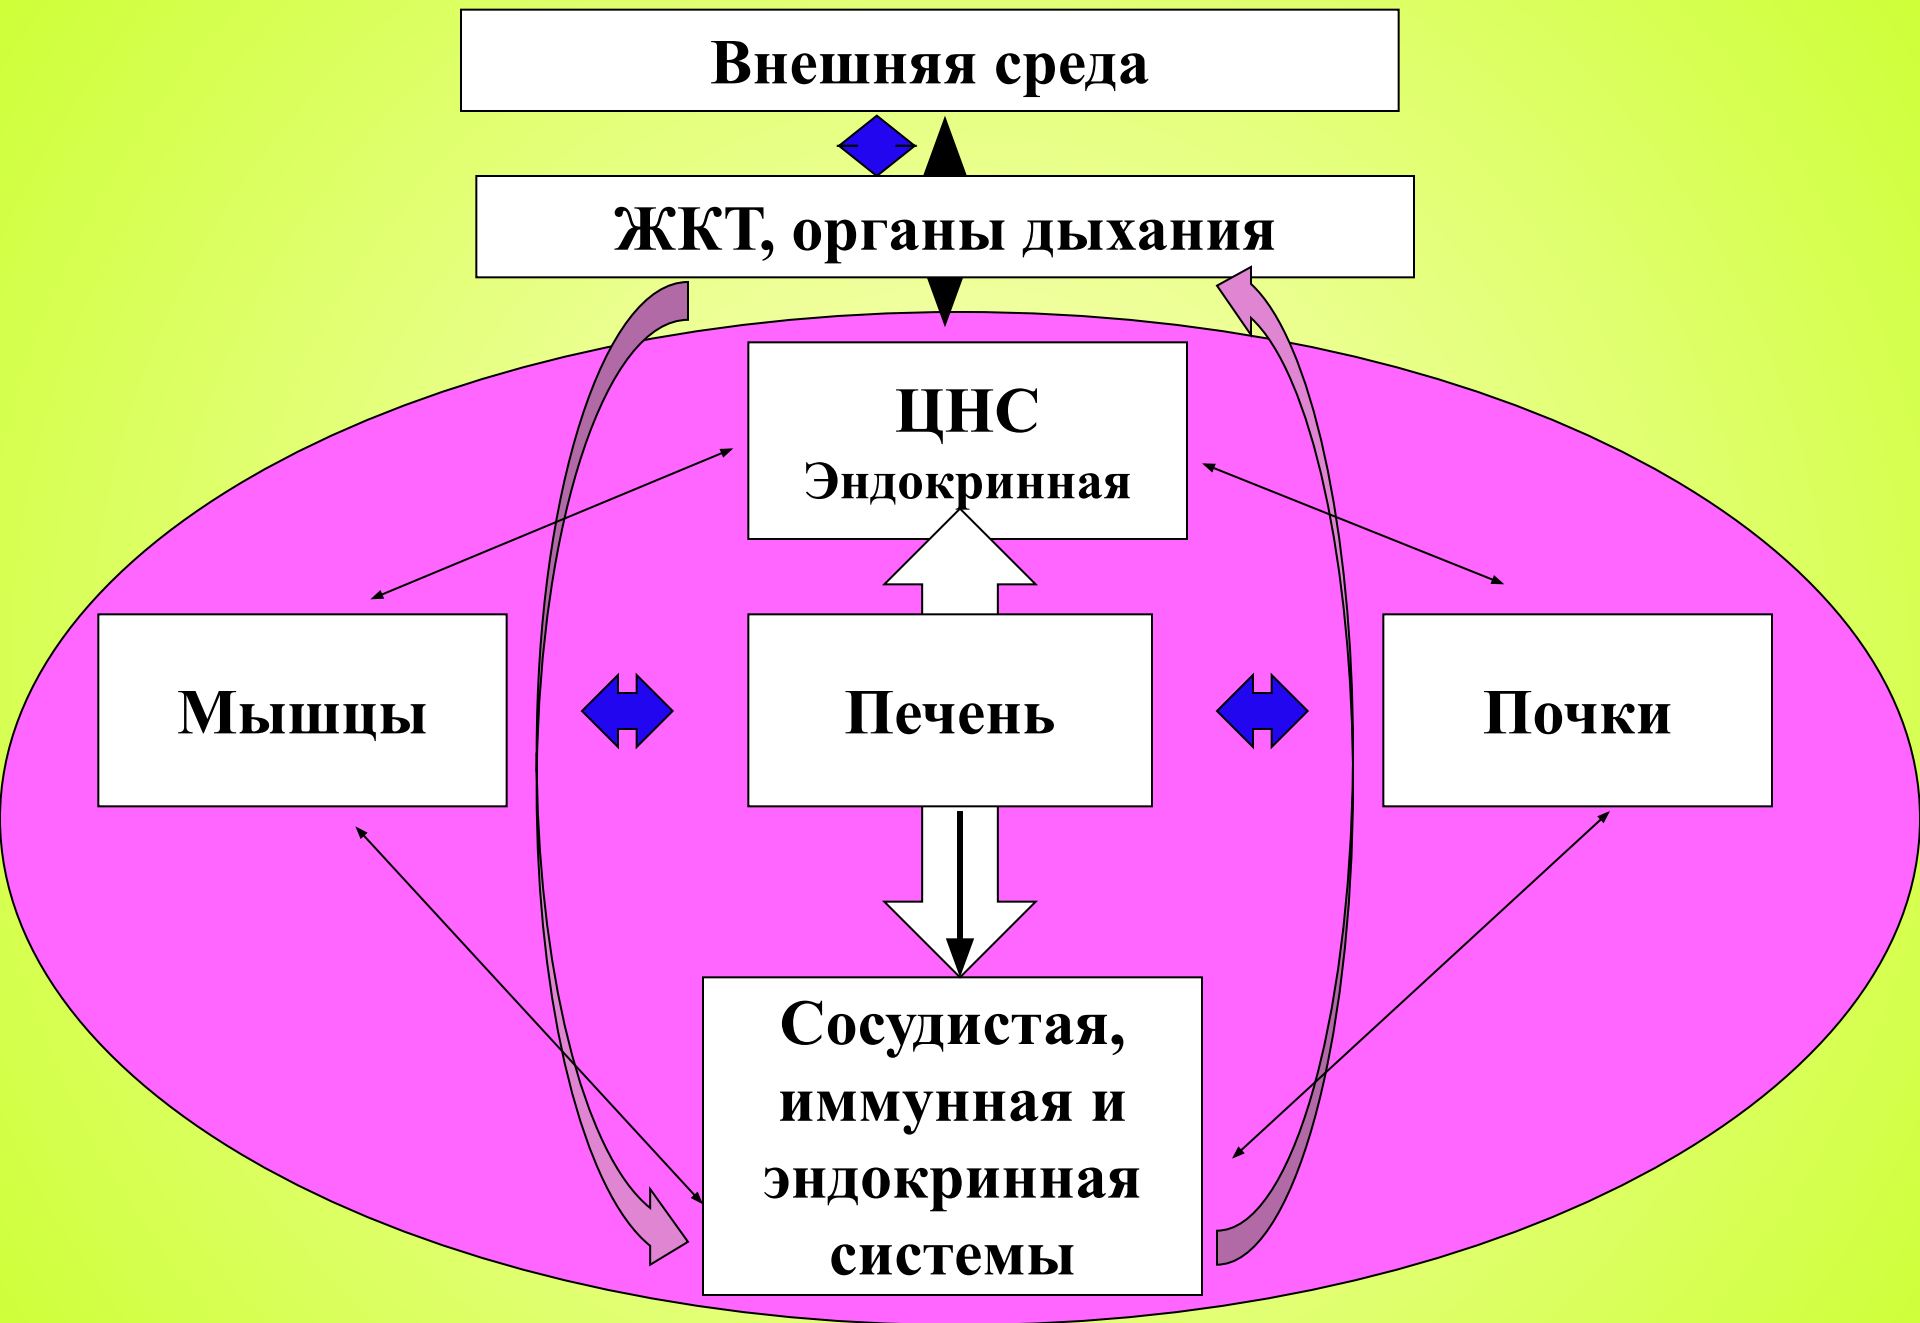 Внешняя среда
ЖКТ, органы дыхания
ЦНС
Эндокринная
Мышцы
Печень
Почки
Сосудистая,
иммунная и
эндокринная
системы